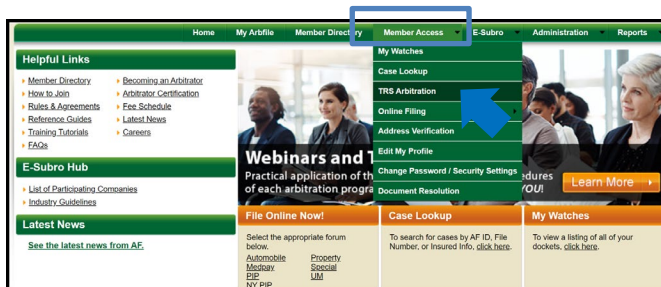 Home My Arbfile Member Directory Member Access E-Subro Administration Reports
Helpful Links
Member Directory
How to Join
Rules & Agreements
Reference Guides
Training Tutorials
FAQs
Becoming an Arbitrator
Arbitrator Certification
Fee Schedule
Latest News
Careers
E-Subro Hub
List of Participating Companies
Industry Guidelines
Latest News
See the latest news from AF.
My Watches
Case Lookup
TRS Arbitration
Online Filing
Address Verification
Edit My Profile
Change Password / Security Settings
Document Resolution
Webinars and T
Practical application of th edures
of each arbitration progra YOU!
Learn More
File Online Now!
Select the appropriate forum
below.
Automobile Property
Medpay Special
PIP UM
NY PIP
Case Lookup
To search for cases by AF ID, File
Number, or Insured Info, click here.
My Watches
To view a listing of all of your
dockets, click here.